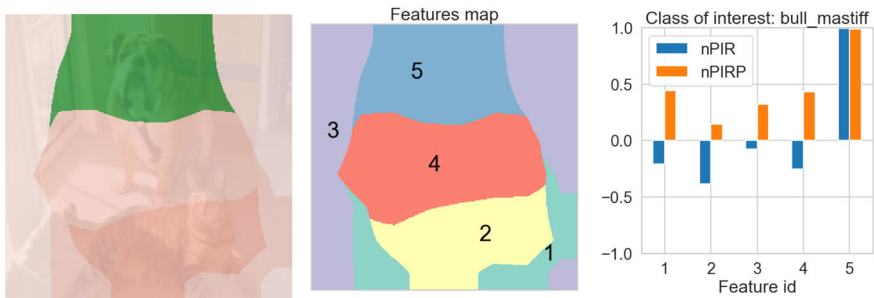 Features map
5
3
4
2
1
Class of interest: bull_mastiff
nPIR
nPIRP
1.0
0.5
0.0
−0.5
−1.0
1 2 3 4 5
Feature id